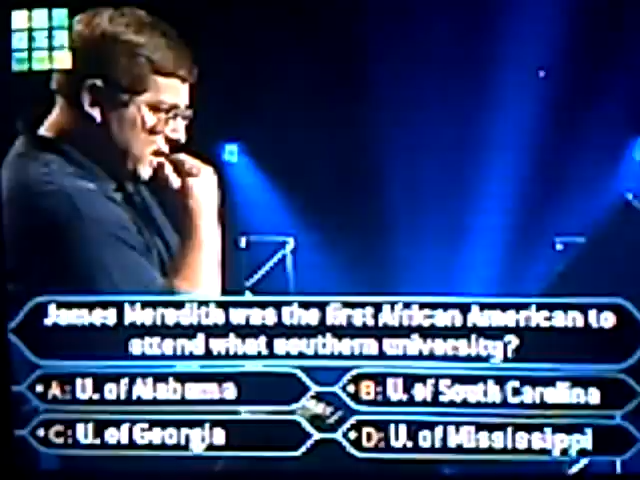 James Meredith was the first African American to
attend what southern university?
A: U. of Alabama
B: U. of South Carolina
C: U. of Georgia
D: U. of Mississippi